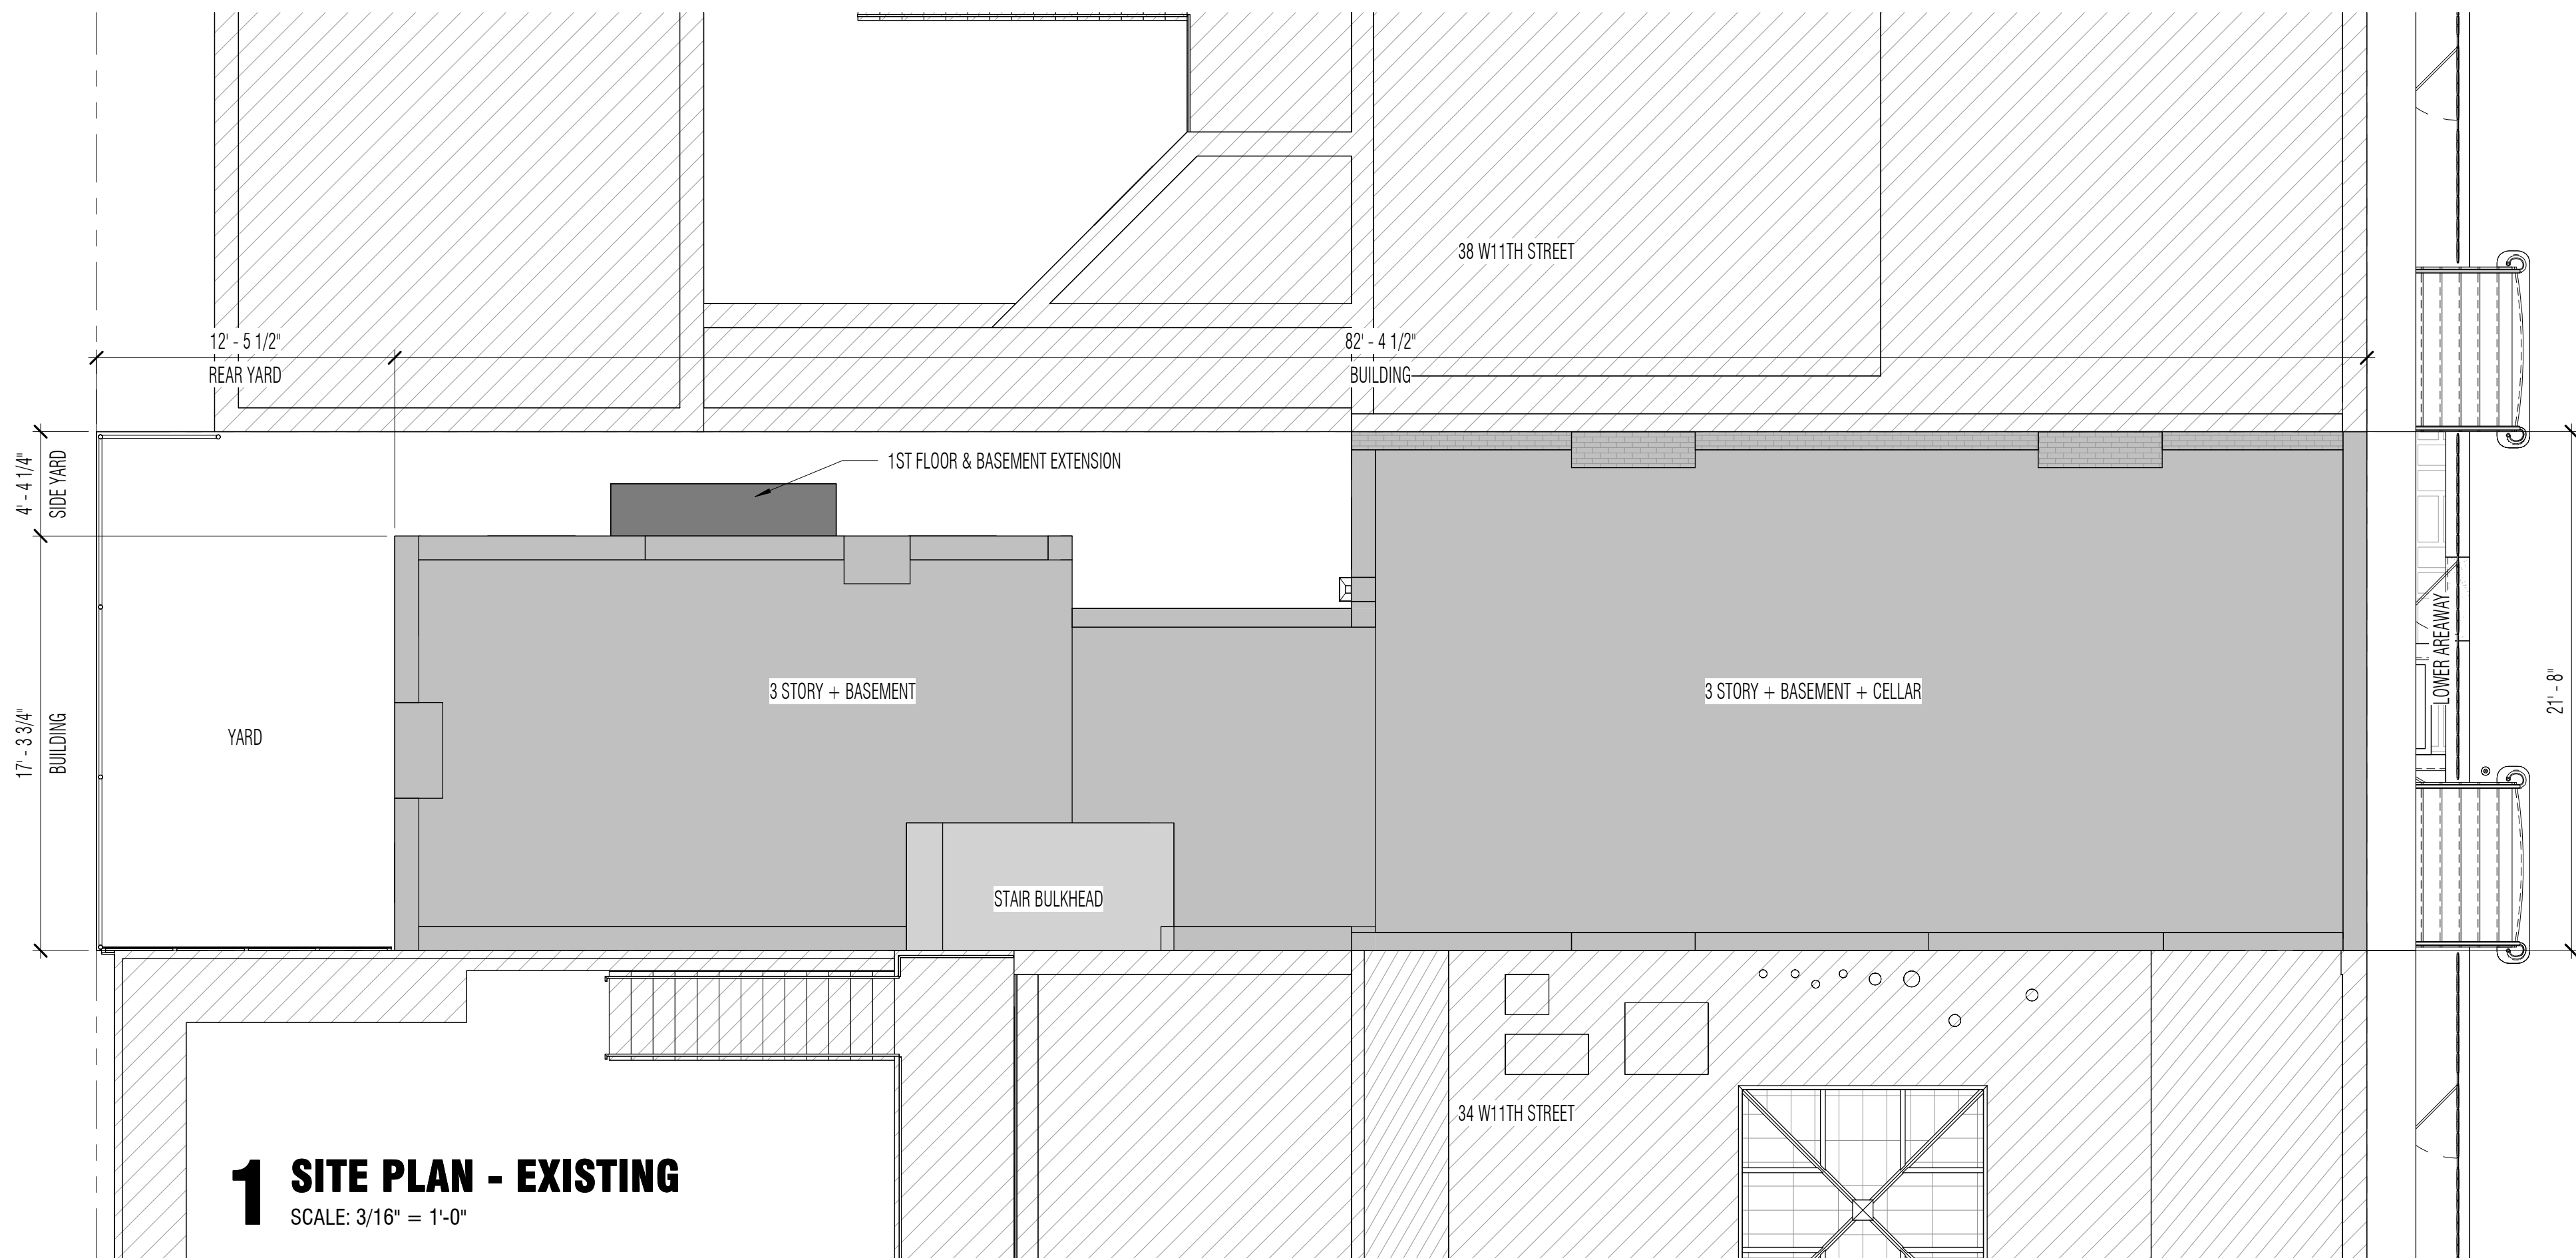 38 W11TH STREET
12' - 5 1/2"
REAR YARD
82' - 4 1/2"
BUILDING
4' - 4 1/4"
SIDE YARD
1ST FLOOR & BASEMENT EXTENSION
17' - 3 3/4"
BUILDING
YARD
3 STORY + BASEMENT
3 STORY + BASEMENT + CELLAR
LOWER AREAWAY
21' - 8"
STAIR BULKHEAD
34 W11TH STREET
1 SITE PLAN - EXISTING
SCALE: 3/16" = 1'-0"